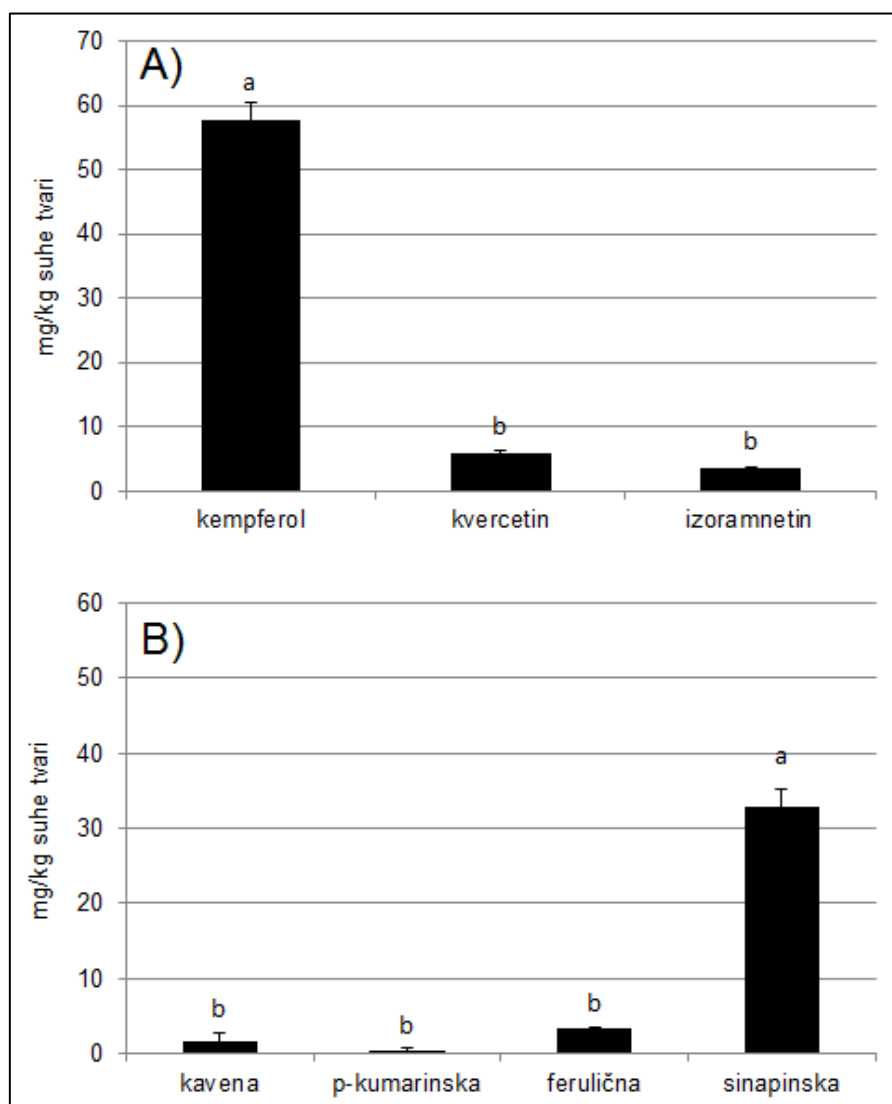 A)
mg/kg suhe tvari
70
60
50
40
30
20
10
0
a
b
b
kempferol kvercetin izoramnetin
B)
mg/kg suhe tvari
60
50
40
30
20
10
0
b
b
b
a
kavena p-kumarinska ferulična sinapinska